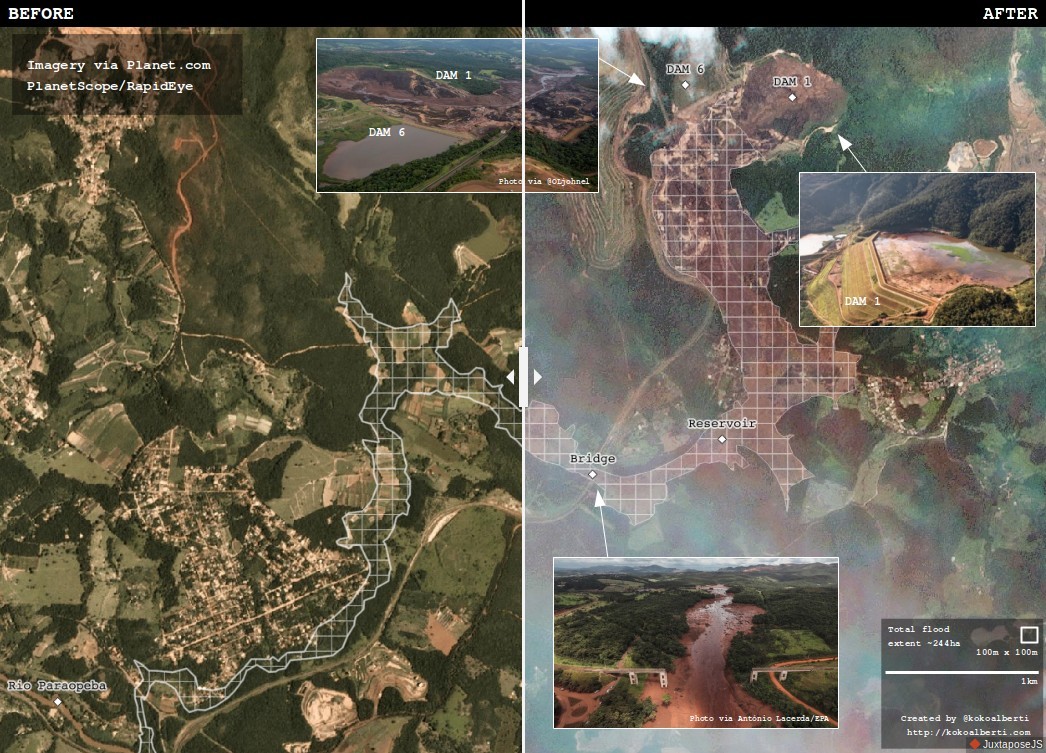 BEFORE
AFTER
Imagery via Planet.com
PlanetScope/RapidEye
DAM 1
DAM 6
Photo via @OLjohnel
DAM 6
DAM 1
DAM 1
Reservoir
Bridge
Rio Paraopeba
Photo via Antônio Lacerda/EPA
Total flood
extent ~244ha
100m x 100m
1km
Created by @kokoalberti
http://kokoalberti.com
JuxtaposeJS